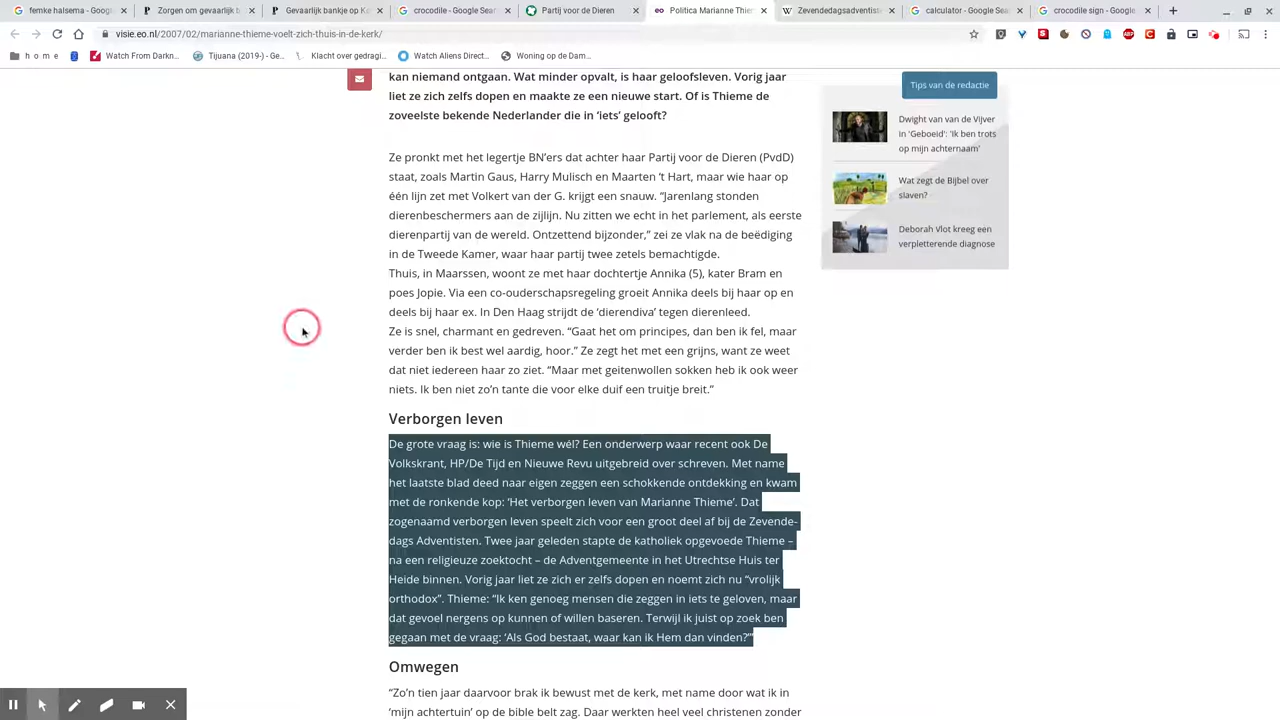 femke halsema - Goog
Zorgen om gevaarlijk b
Gevaarlijk bankje op K
crocodile - Google Sear
Partij voor de Dieren
Politica Marianne Thiem
Zevendedagsadventist
calculator - Google Sea
crocodile sign - Google
visie.eo.nl/2007/02/marianne-thieme-voelt-zich-thuis-in-de-kerk/
h o m e
Watch From Darkn...
Tijuana (2019-) - Ge...
Klacht over gedragi...
Watch Aliens Direct...
Woning op de Dam...
kan niemand ontgaan. Wat minder opvalt, is haar geloofsleven. Vorig jaar
liet ze zich zelfs dopen en maakte ze een nieuwe start. Of is Thieme de
zoveelste bekende Nederlander die in ‘iets’ gelooft?
Ze pronkt met het legertje BN’ers dat achter haar Partij voor de Dieren (PvdD)
staat, zoals Martin Gaus, Harry Mulisch en Maarten ’t Hart, maar wie haar op
één lijn zet met Volkert van der G. krijgt een snauw. “Jarenlang stonden
dierenbeschermers aan de zijlijn. Nu zitten we echt in het parlement, als eerste
dierenpartij van de wereld. Ontzettend bijzonder,” zei ze vlak na de beëdiging
in de Tweede Kamer, waar haar partij twee zetels bemachtigde.
Thuis, in Maarssen, woont ze met haar dochtertje Annika (5), kater Bram en
poes Jopie. Via een co-ouderschapsregeling groeit Annika deels bij haar op en
deels bij haar ex. In Den Haag strijdt de ‘dierendiva’ tegen dierenleed.
Ze is snel, charmant en gedreven. “Gaat het om principes, dan ben ik fel, maar
verder ben ik best wel aardig, hoor.” Ze zegt het met een grijns, want ze weet
dat niet iedereen haar zo ziet. “Maar met geitenwollen sokken heb ik ook weer
niets. Ik ben niet zo’n tante die voor elke duif een truitje breit.”
Verborgen leven
De grote vraag is: wie is Thieme wél? Een onderwerp waar recent ook De
Volkskrant, HP/De Tijd en Nieuwe Revu uitgebreid over schreven. Met name
het laatste blad deed naar eigen zeggen een schokkende ontdekking en kwam
met de ronkende kop: ‘Het verborgen leven van Marianne Thieme’. Dat
zogenaamd verborgen leven speelt zich voor een groot deel af bij de Zevende-
dags Adventisten. Twee jaar geleden stapte de katholiek opgevoede Thieme –
na een religieuze zoektocht – de Adventgemeente in het Utrechtse Huis ter
Heide binnen. Vorig jaar liet ze zich er zelfs dopen en noemt zich nu “vrolijk
orthodox”. Thieme: “Ik ken genoeg mensen die zeggen in iets te geloven, maar
dat gevoel nergens op kunnen of willen baseren. Terwijl ik juist op zoek ben
gegaan met de vraag: ‘Als God bestaat, waar kan ik Hem dan vinden?’”
Omwegen
“Zo’n tien jaar daarvoor brak ik bewust met de kerk, met name door wat ik in
‘mijn achtertuin’ op de bible belt zag. Daar werkten heel veel christenen zonder
Tips van de redactie
Dwight van van de Vijver
in 'Geboeid': 'Ik ben trots
op mijn achternaam'
Wat zegt de Bijbel over
slaven?
Deborah Vlot kreeg een
verpletterende diagnose